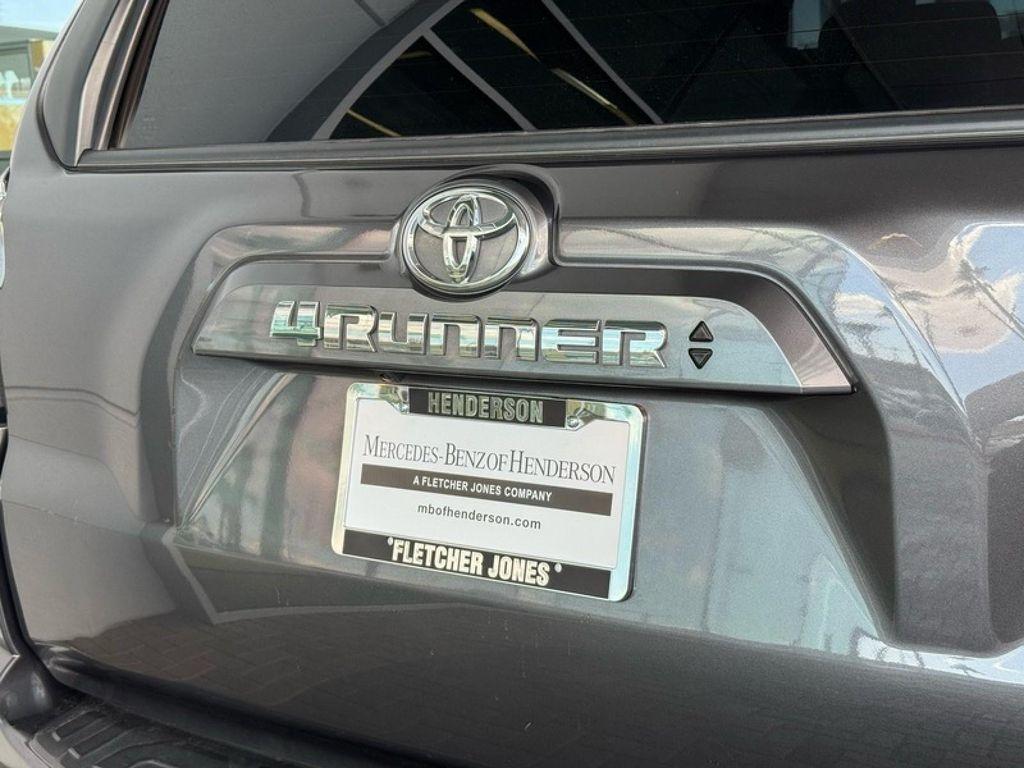 4RUNNER
HENDERSON
MERCEDES-BENZ OF HENDERSON
A FLETCHER JONES COMPANY
mbofhenderson.com
FLETCHER JONES